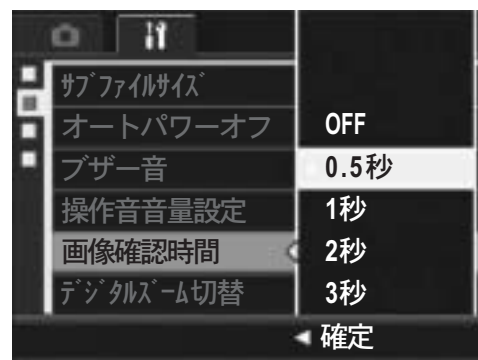 サブファイルサイズ
オートパワーオフ
OFF
ブザー音
0.5秒
操作音音量設定
1秒
画像確認時間
2秒
デジタルズーム切替
3秒
確定